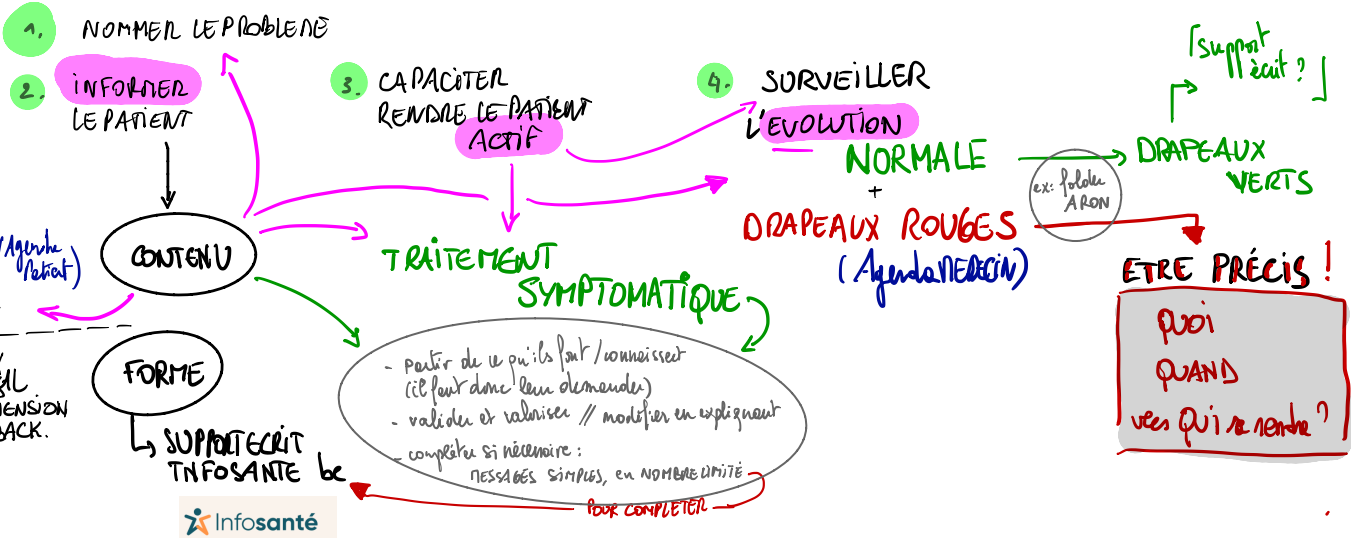 1. NOMMER LE PROBLEME
2. INFORMER
LE PATIENT
3. CAPACITER
RENDRE LE PATIENT
ACTIF
4. SURVEILLER
L'EVOLUTION
NORMALE
+
DRAPEAUX ROUGES
(Agenda MEDECIN)
ex: folder
ARON
DRAPEAUX
VERTS
Support
écrit ?
ETRE PRÉCIS !
QUOI
QUAND
vers QUI se rendre ?
(Agenda
Patient)
CONTENU
TRAITEMENT
SYMPTOMATIQUE
- partir de ce qu'ils font / connaissent
(il faut donc leur demander)
- valider et valoriser // modifier en expliquant
- compléter si nécessaire :
MESSAGES SIMPLES, en NOMBRE LIMITÉ
POUR COMPLETER
FORME
SUPPORT ECRIT
INFOSANTE be
Infosanté